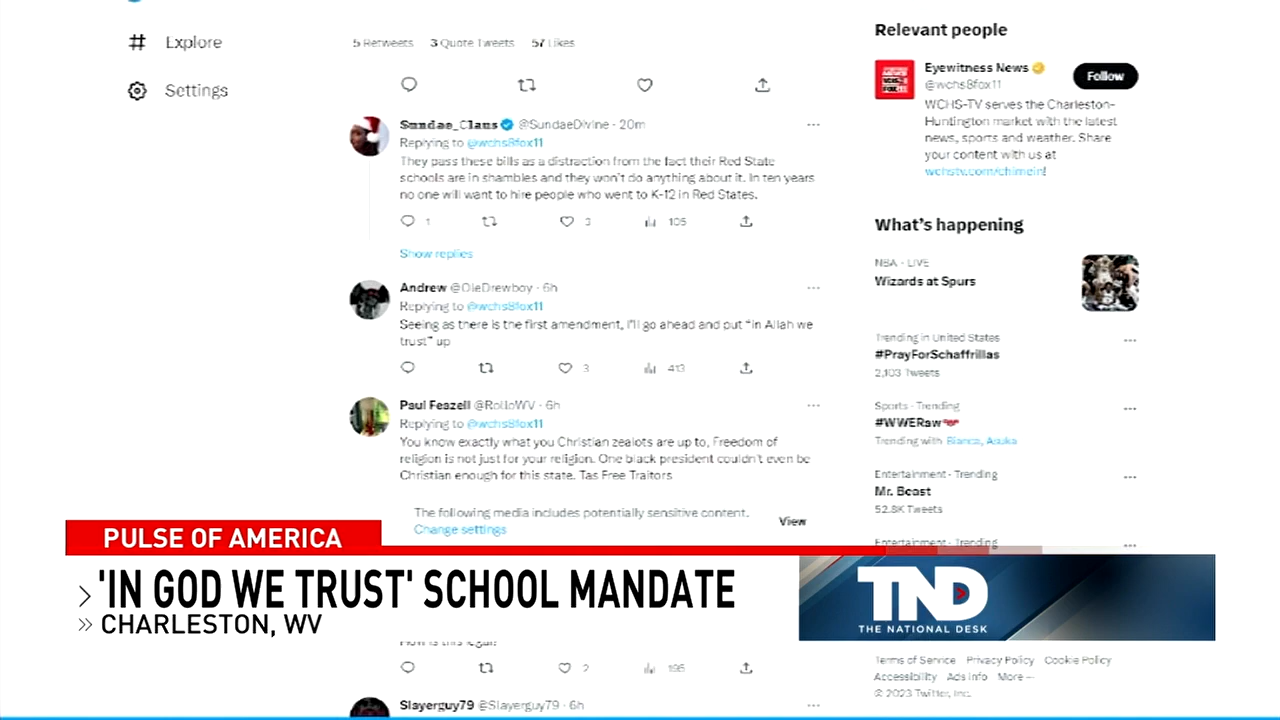 Explore
Settings
5 Retweets 3 Quote Tweets 57 Likes
Sundae_Claus @SundaeDivine · 20m
Replying to @wchs8fox11
They pass these bills as a distraction from the fact their Red State
schools are in shambles and they won't do anything about it. In ten years
no one will want to hire people who went to K-12 in Red States.
1 3 105
Show replies
Andrew @OleDrewboy · 6h
Replying to @wchs8fox11
Seeing as there is the first amendment, I'll go ahead and put "in Allah we
trust" up
3 413
Paul Feazell @RolloWV · 6h
Replying to @wchs8fox11
You know exactly what you Christian zealots are up to, Freedom of
religion is not just for your religion. One black president couldn't even be
Christian enough for this state. Tas Free Traitors
The following media includes potentially sensitive content.
Change settings
View
How is this legal?
2 195
Slayerguy79 @Slayerguy79 · 6h
Relevant people
Eyewitness News
@wchs8fox11
Follow
WCHS-TV serves the Charleston-
Huntington market with the latest
news, sports and weather. Share
your content with us at
wchstv.com/chimein!
What's happening
NBA · LIVE
Wizards at Spurs
Trending in United States
#PrayForSchaffrillas
2,103 Tweets
Sports · Trending
#WWERaw
Trending with Bianca, Asuka
Entertainment · Trending
Mr. Beast
52.8K Tweets
Entertainment · Trending
Terms of Service Privacy Policy Cookie Policy
Accessibility Ads info More ···
© 2023 Twitter, Inc.
PULSE OF AMERICA
'IN GOD WE TRUST' SCHOOL MANDATE
CHARLESTON, WV
TND
THE NATIONAL DESK